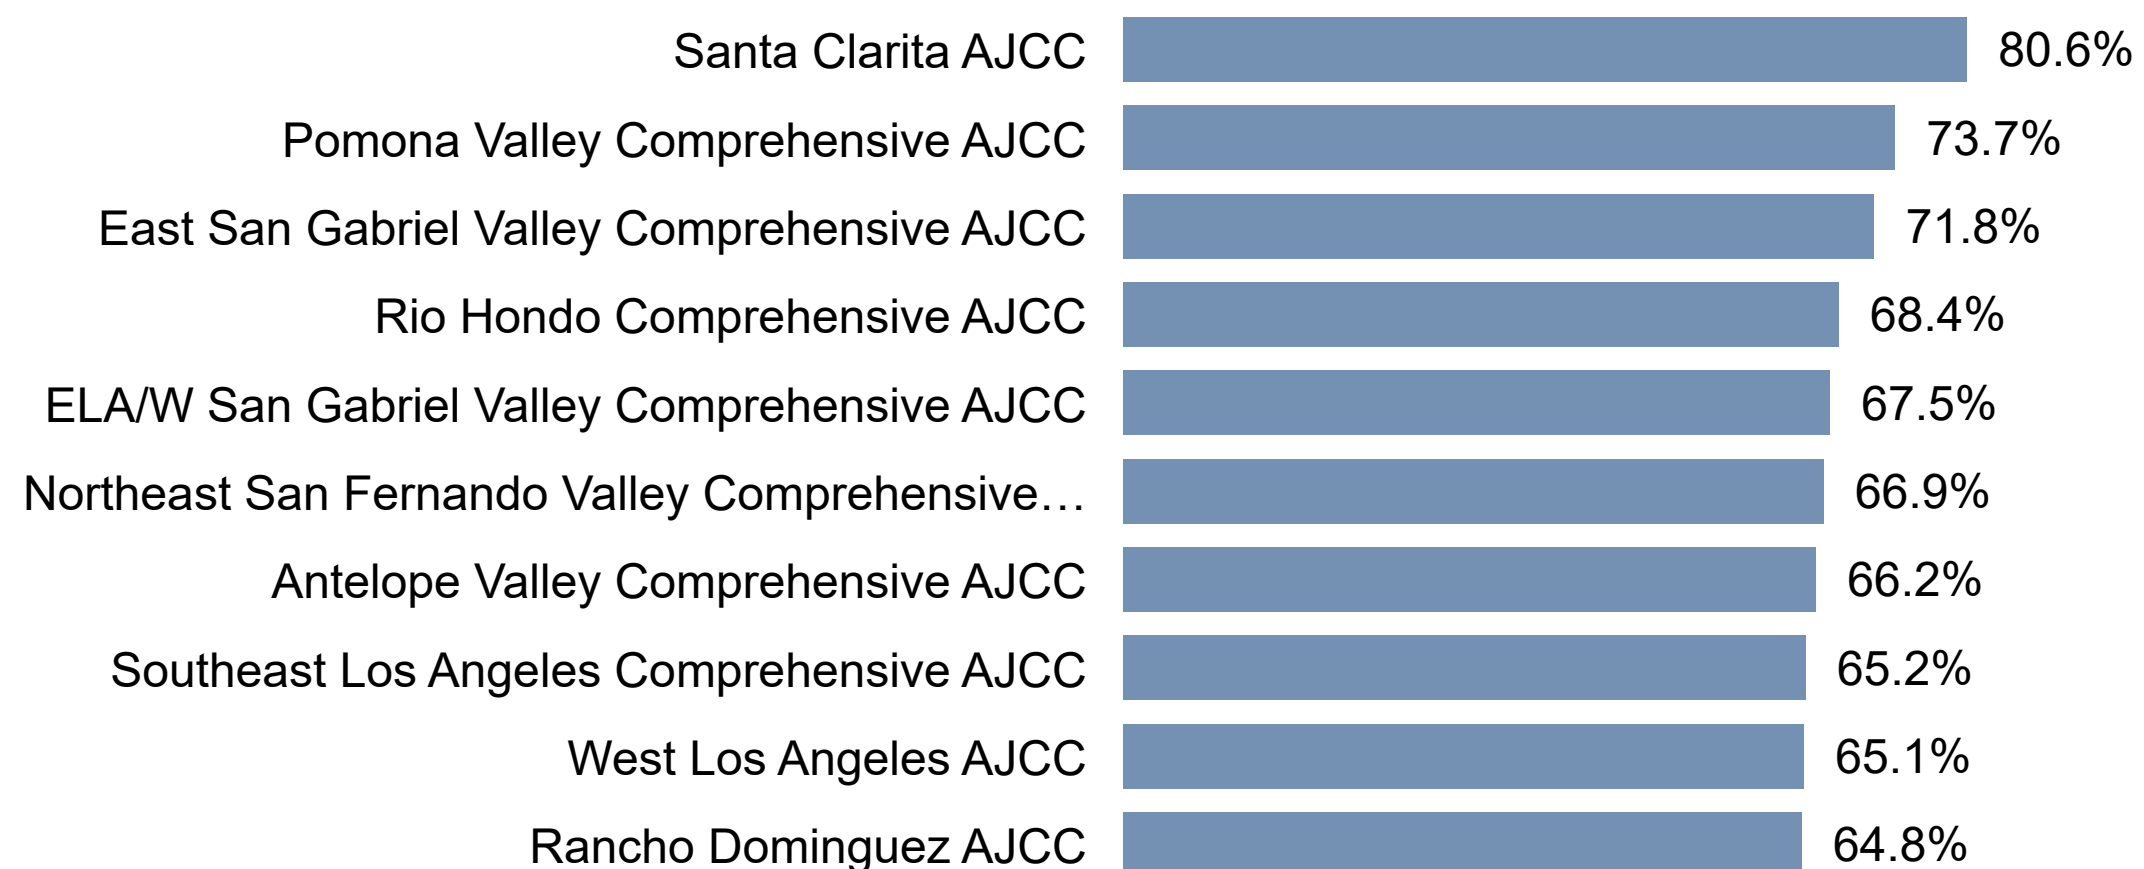 Santa Clarita AJCC 80.6%
Pomona Valley Comprehensive AJCC 73.7%
East San Gabriel Valley Comprehensive AJCC 71.8%
Rio Hondo Comprehensive AJCC 68.4%
ELA/W San Gabriel Valley Comprehensive AJCC 67.5%
Northeast San Fernando Valley Comprehensive… 66.9%
Antelope Valley Comprehensive AJCC 66.2%
Southeast Los Angeles Comprehensive AJCC 65.2%
West Los Angeles AJCC 65.1%
Rancho Dominguez AJCC 64.8%